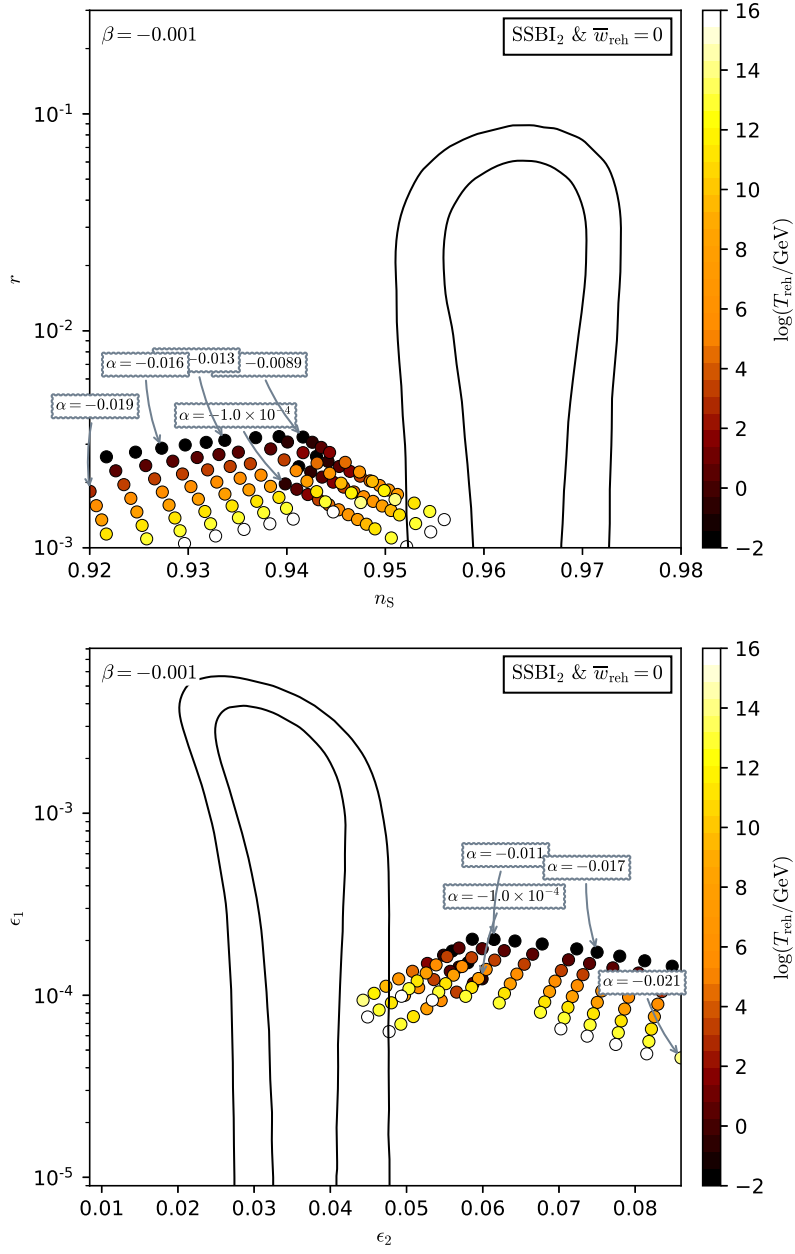 β = −0.001
SSBI₂ & w̅_reh = 0
16
14
12
10
8
6
4
2
0
−2
log(T_reh/GeV)
10⁻¹
10⁻²
10⁻³
r
α = −0.016
−0.013
−0.0089
α = −0.019
α = −1.0 × 10⁻⁴
0.92
0.93
0.94
0.95
0.96
0.97
0.98
n_S
β = −0.001
SSBI₂ & w̅_reh = 0
16
14
12
10
8
6
4
2
0
−2
log(T_reh/GeV)
10⁻³
10⁻⁴
10⁻⁵
ϵ₁
α = −0.011
α = −0.017
α = −1.0 × 10⁻⁴
α = −0.021
0.01
0.02
0.03
0.04
0.05
0.06
0.07
0.08
ϵ₂